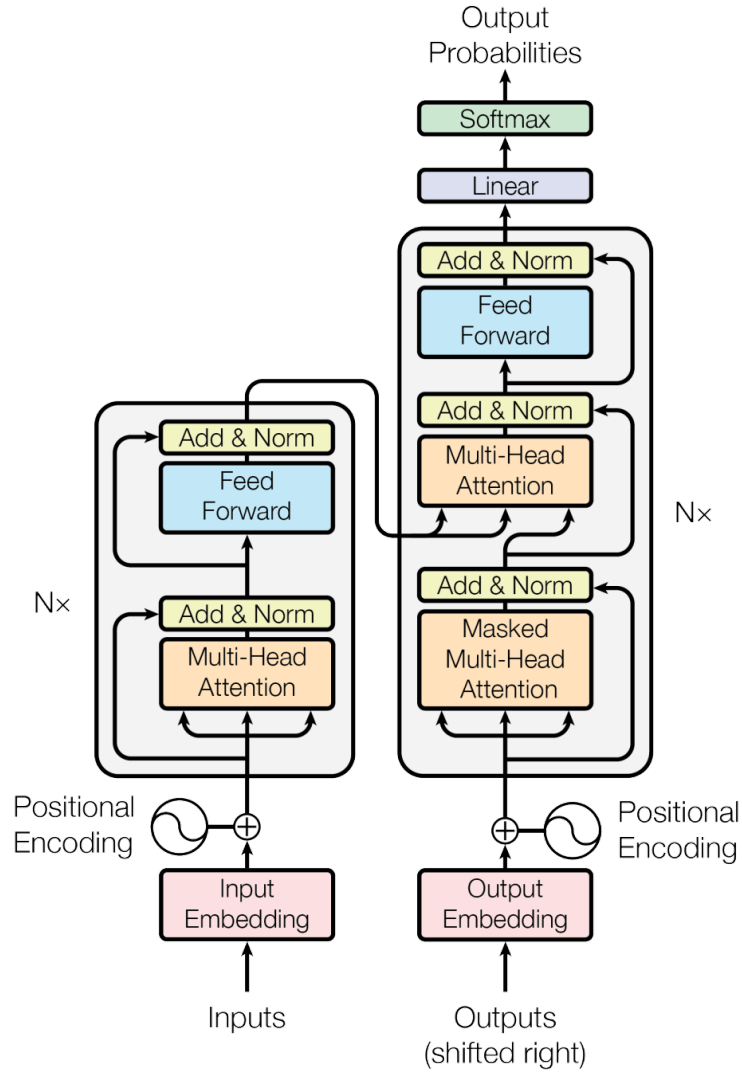 Output
Probabilities
Softmax
Linear
Add & Norm
Feed
Forward
Add & Norm
Multi-Head
Attention
Nx
Add & Norm
Masked
Multi-Head
Attention
Add & Norm
Feed
Forward
Nx
Add & Norm
Multi-Head
Attention
Positional
Encoding
Positional
Encoding
Input
Embedding
Output
Embedding
Inputs
Outputs
(shifted right)